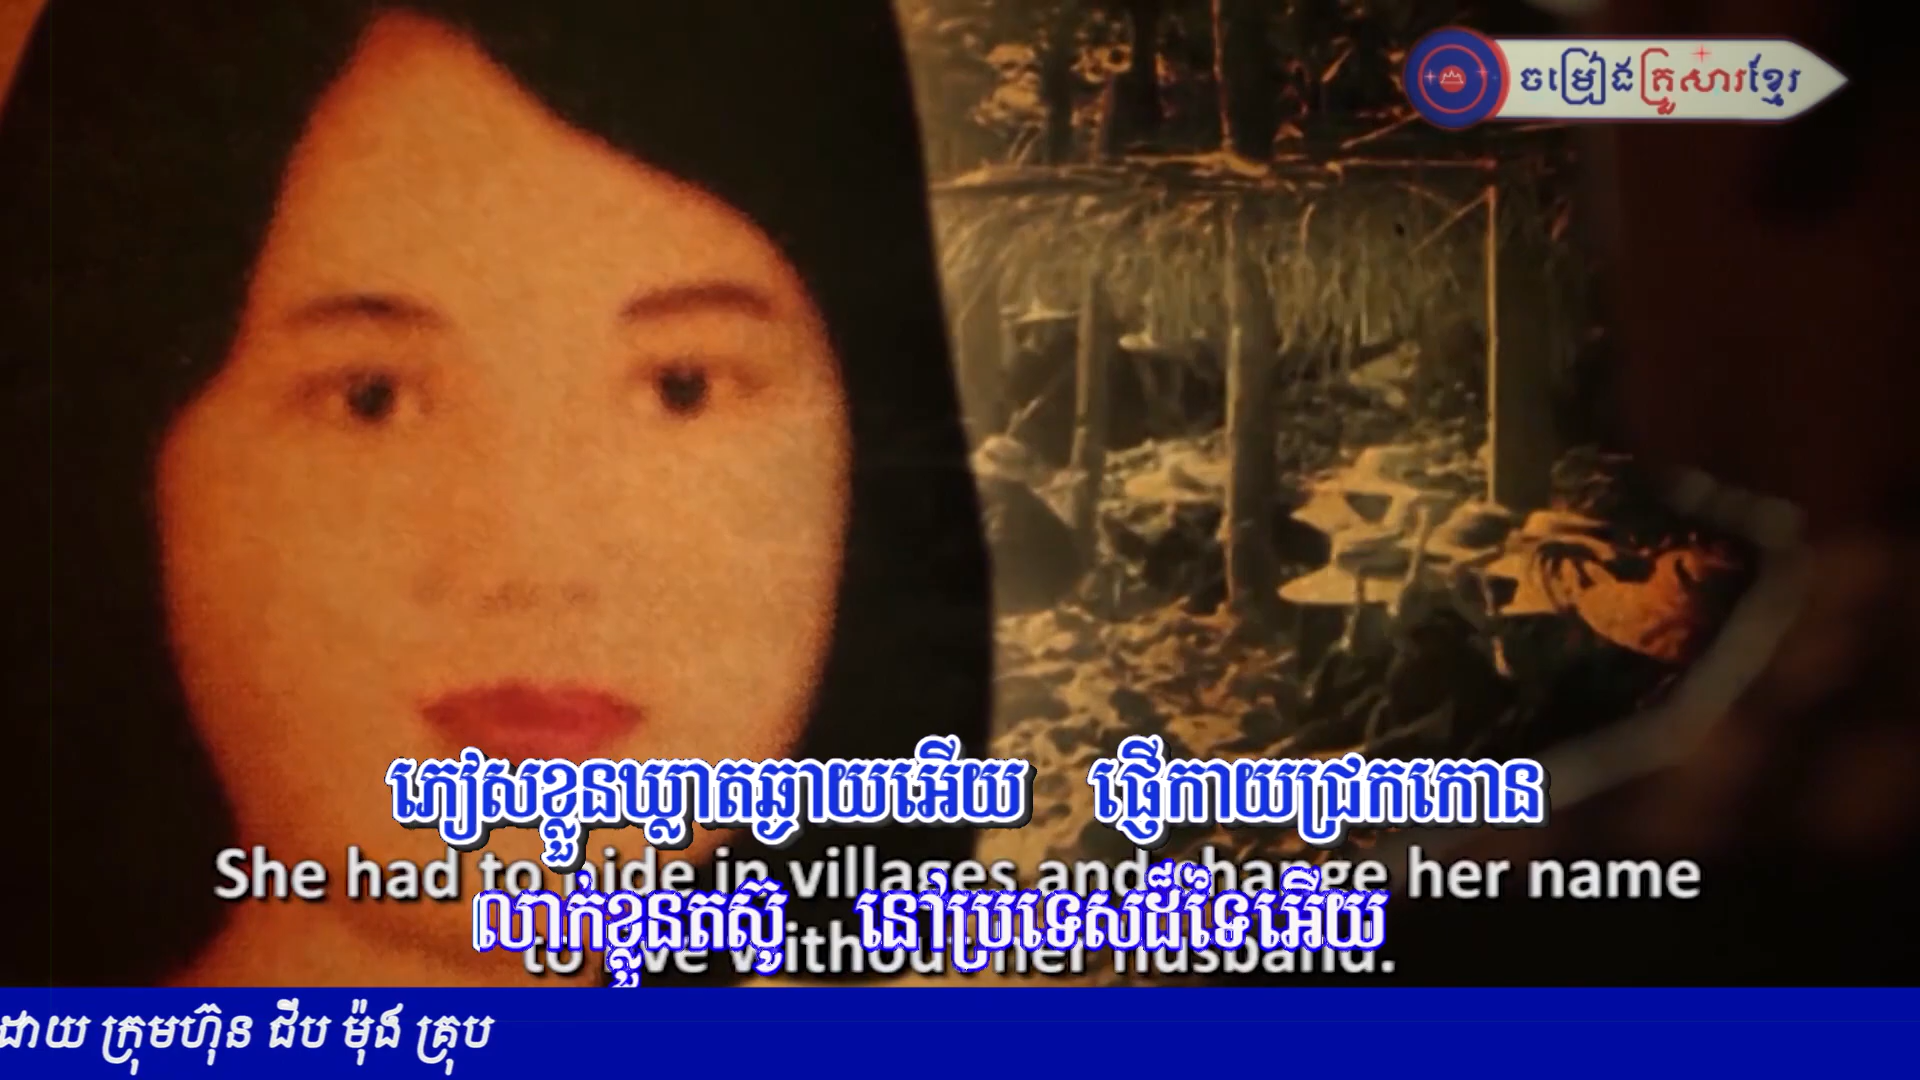 ចម្រៀងគ្រួសារខ្មែរ
ភៀសខ្លួនឃ្លាតឆ្ងាយអើយ ផ្ញើកាយជ្រកកោន
She had to hide in villages and change her name
លាក់ខ្លួនតស៊ូ នៅប្រទេសដ៏ទៃអើយ
to live without her husband.
ដោយ ក្រុមហ៊ុន ជីប ម៉ុង គ្រុប